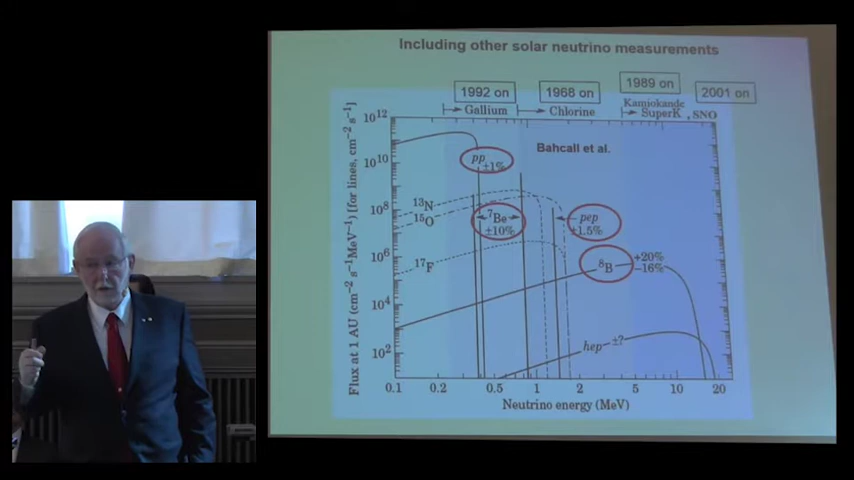 Including other solar neutrino measurements
1992 on
1968 on
1989 on
2001 on
Gallium
Chlorine
Kamiokande
SuperK , SNO
Flux at 1 AU (cm⁻² s⁻¹MeV⁻¹) [for lines, cm⁻² s⁻¹]
10¹²
10¹⁰
10⁸
10⁶
10⁴
10²
Bahcall et al.
pp
±1%
¹³N
¹⁵O
⁷Be
±10%
pep
±1.5%
¹⁷F
⁸B
+20%
−16%
hep ±?
0.1 0.2 0.5 1 2 5 10 20
Neutrino energy (MeV)